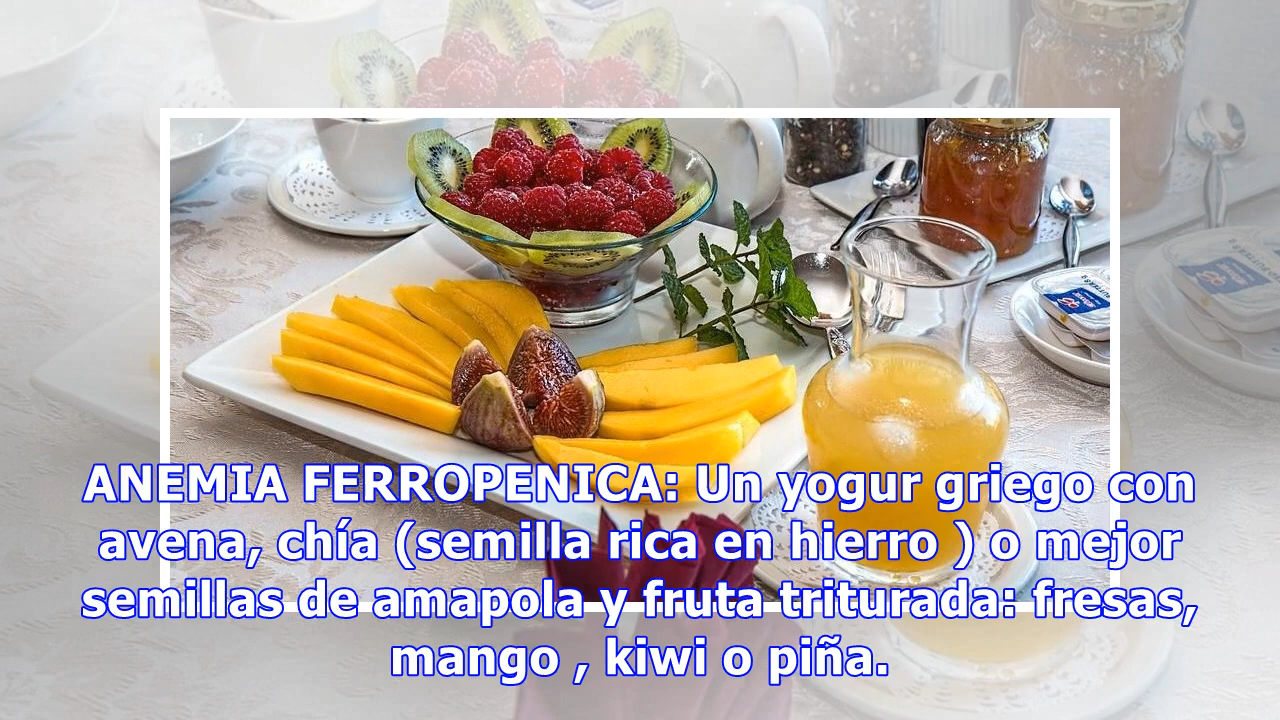 ANEMIA FERROPENICA: Un yogur griego con
avena, chía (semilla rica en hierro ) o mejor
semillas de amapola y fruta triturada: fresas,
mango , kiwi o piña.